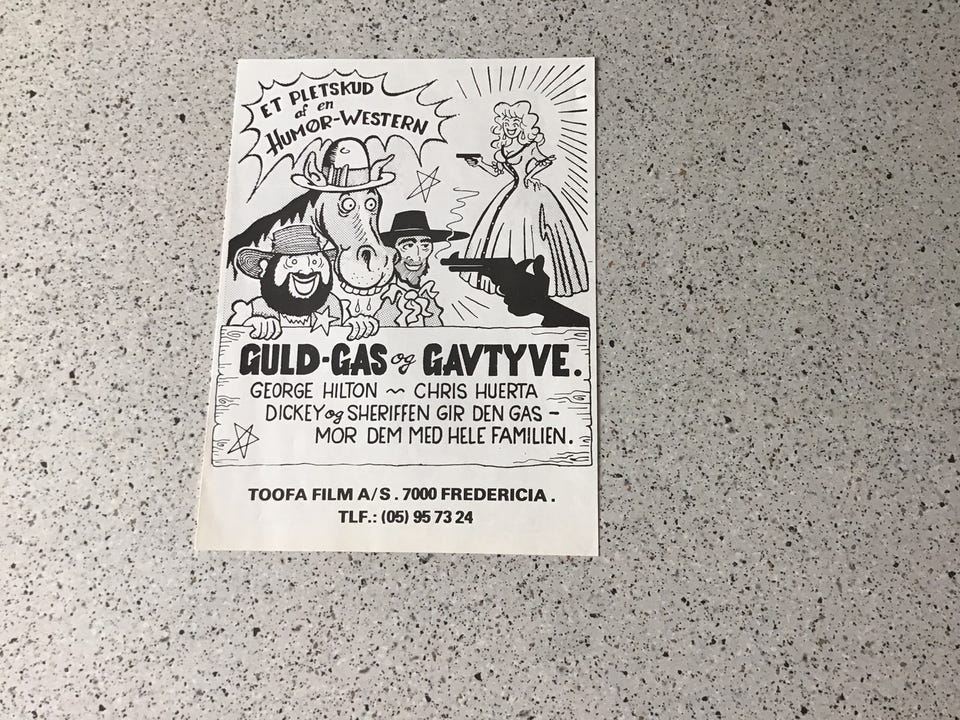 ET PLETSKUD
af en
HUMØR-WESTERN
GULD-GAS og GAVTYVE.
GEORGE HILTON ~ CHRIS HUERTA
DICKEY og SHERIFFEN GIR DEN GAS –
MOR DEM MED HELE FAMILIEN.
TOOFA FILM A/S. 7000 FREDERICIA.
TLF.: (05) 95 73 24